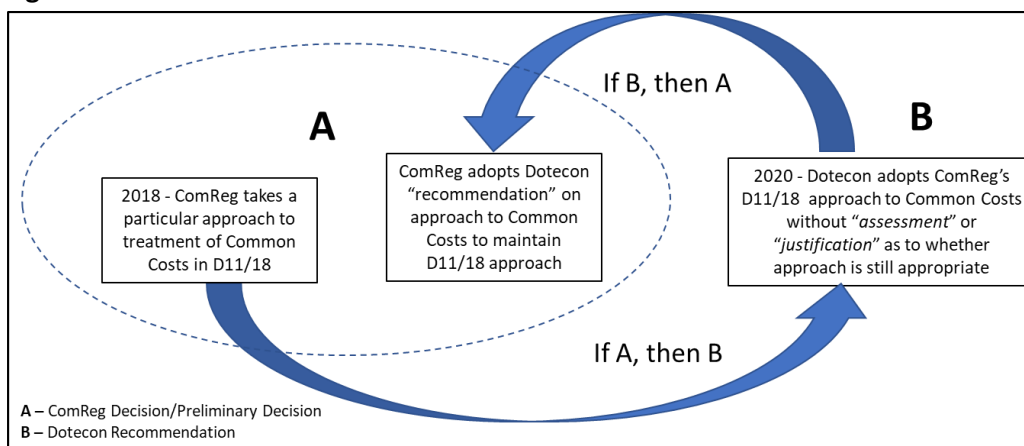 If B, then A
B
A
2018 - ComReg takes a
particular approach to
treatment of Common
Costs in D11/18
ComReg adopts Dotecon
“recommendation” on
approach to Common
Costs to maintain
D11/18 approach
2020 - Dotecon adopts ComReg’s
D11/18 approach to Common Costs
without “assessment” or
“justification” as to whether
approach is still appropriate
If A, then B
A – ComReg Decision/Preliminary Decision
B – Dotecon Recommendation